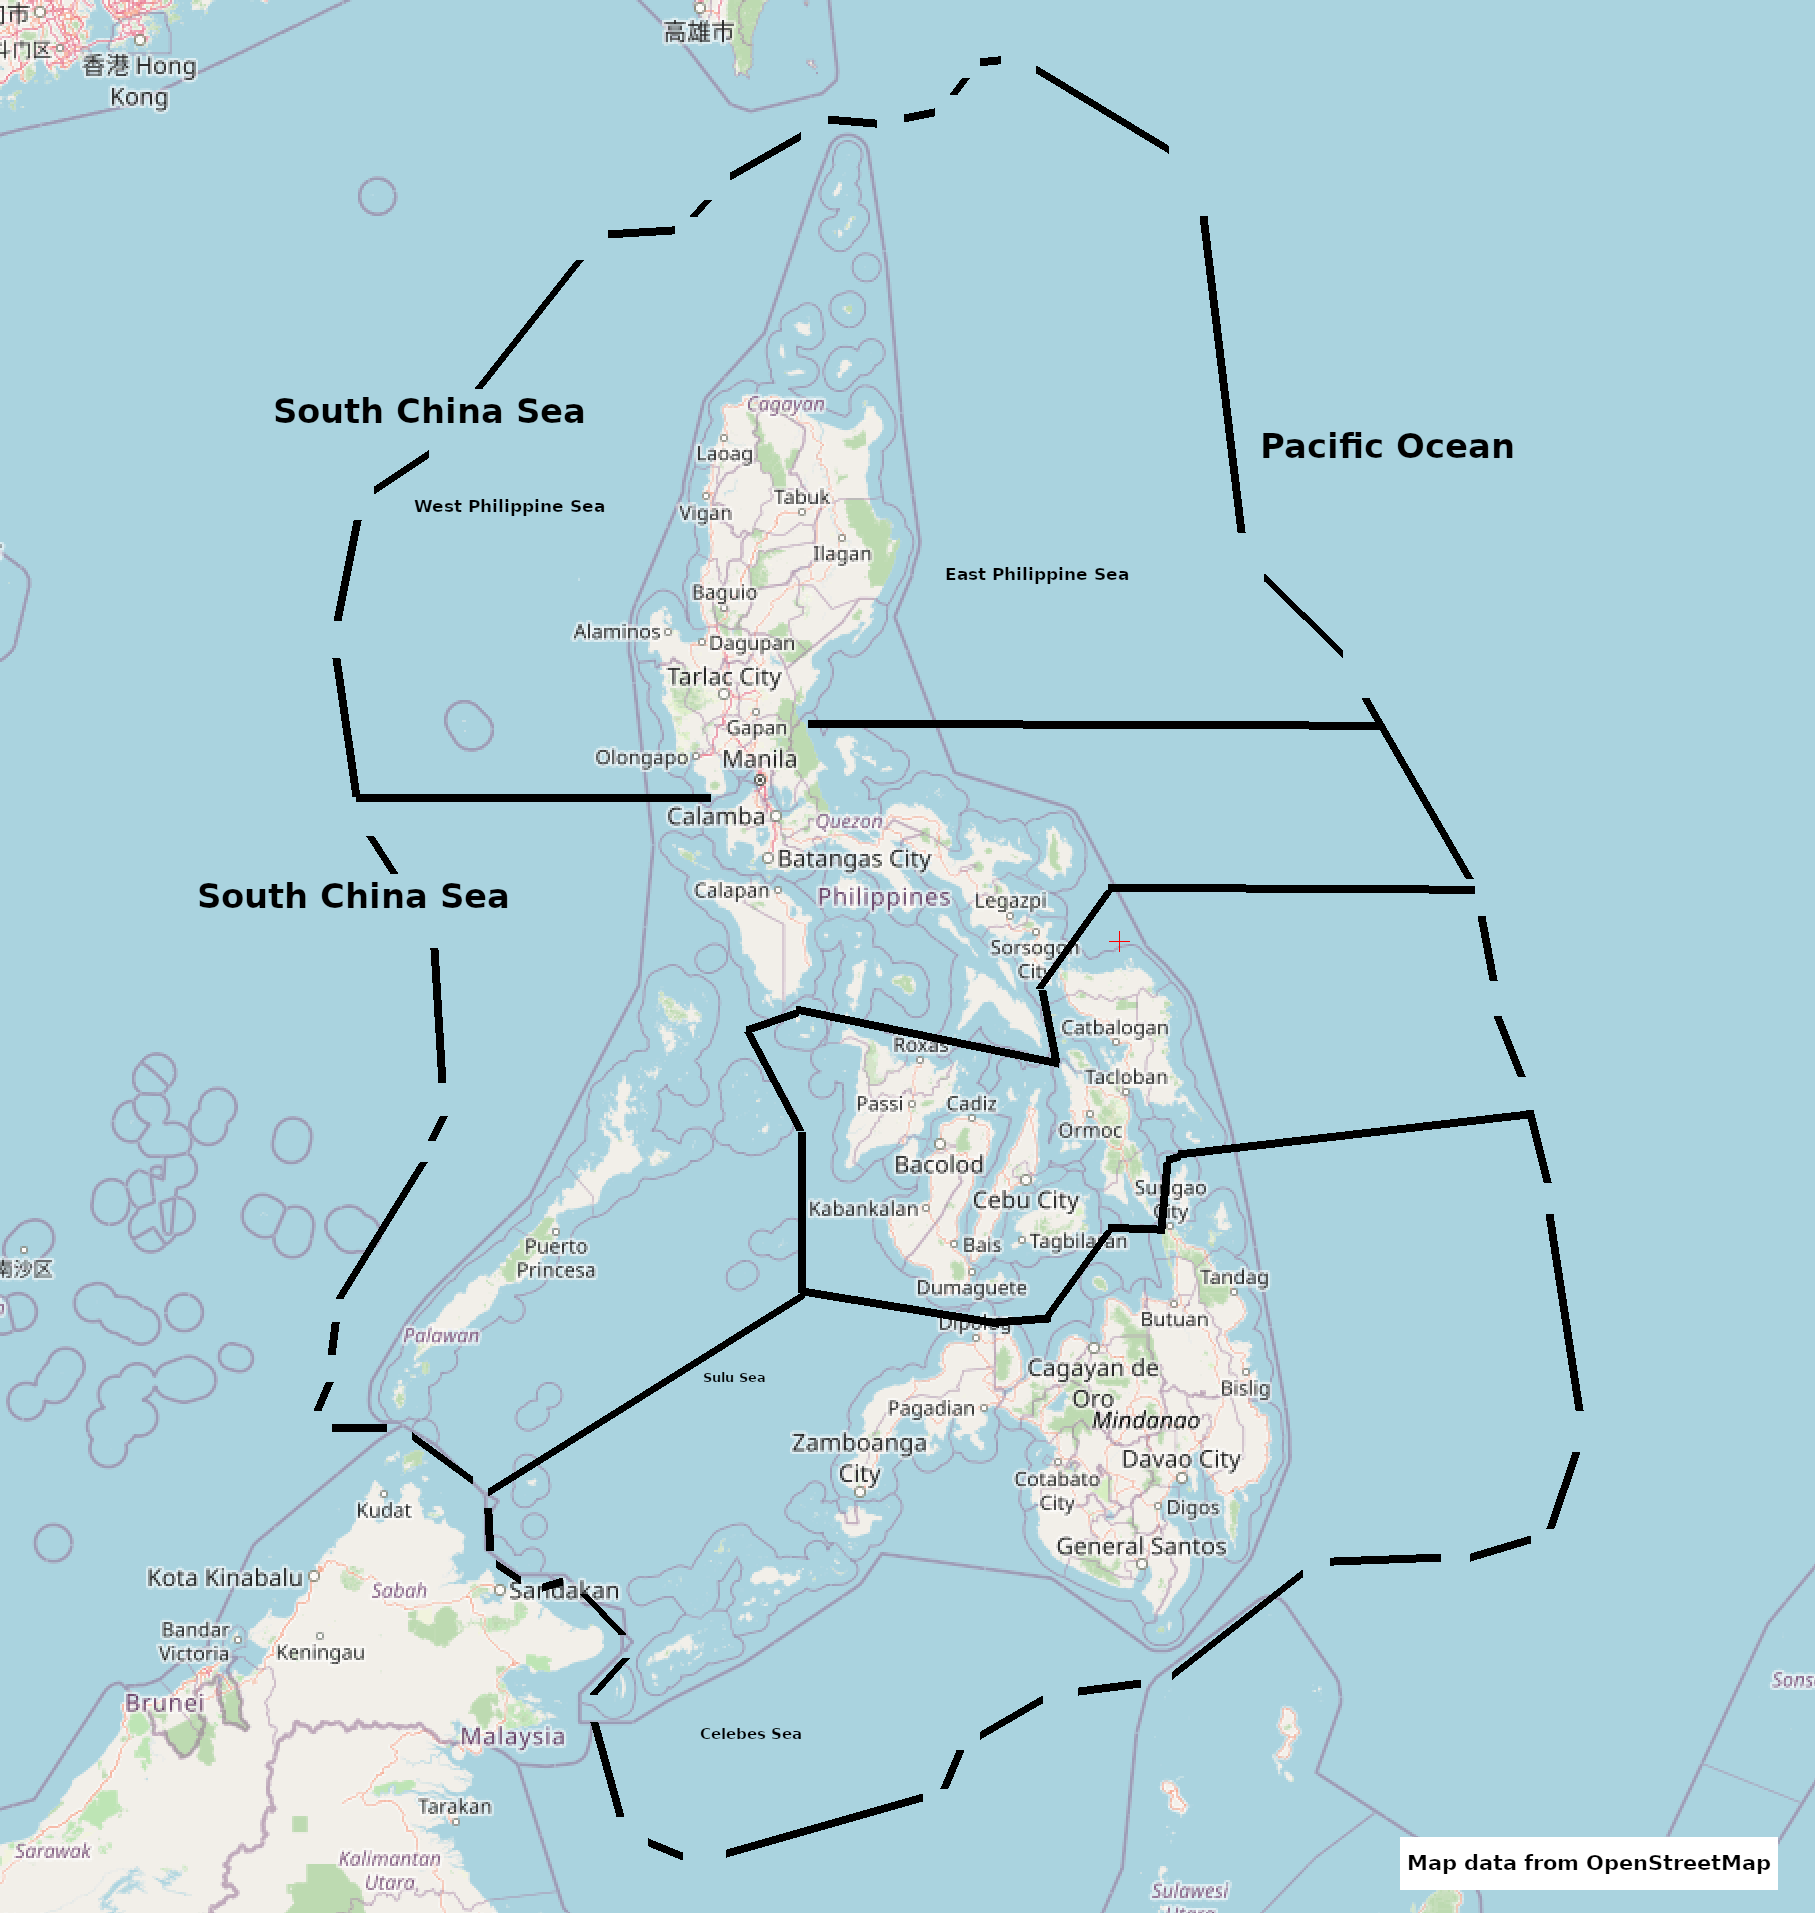 高雄市
斗门区
香港 Hong
Kong
Cagayan
South China Sea
Pacific Ocean
Laoag
Tabuk
West Philippine Sea
Vigan
Ilagan
East Philippine Sea
Baguio
Alaminos
Dagupan
Tarlac City
Gapan
Olongapo
Manila
Calamba
Quezon
Batangas City
Calapan
Philippines
South China Sea
Legazpi
Sorsogon
City
Catbalogan
Roxas
Tacloban
Passi
Cadiz
Ormoc
Bacolod
Surigao
City
Cebu City
Kabankalan
Tagbilaran
Bais
Puerto
Princesa
南沙区
Tandag
Dumaguete
Butuan
Dipolog
Palawan
Cagayan de
Oro
Sulu Sea
Bislig
Pagadian
Mindanao
Zamboanga
City
Davao City
Cotabato
City
Digos
Kudat
General Santos
Kota Kinabalu
Sabah
Sandakan
Bandar
Victoria
Keningau
Sons
Brunei
Malaysia
Celebes Sea
Tarakan
Sarawak
Kalimantan
Utara
Map data from OpenStreetMap
Sulawesi
Utara